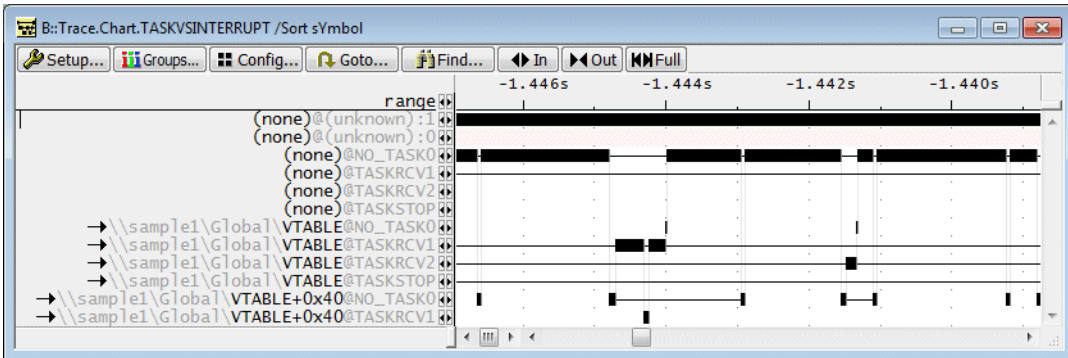 B::Trace.Chart.TASKVSINTERRUPT /Sort sYmbol
Setup... Groups... Config... Goto... Find... In Out Full
-1.446s -1.444s -1.442s -1.440s
range
(none)@(unknown):1
(none)@(unknown):0
(none)@NO_TASK0
(none)@TASKRCV1
(none)@TASKRCV2
(none)@TASKSTOP
\\sample1\Global\VTABLE@NO_TASK0
\\sample1\Global\VTABLE@TASKRCV1
\\sample1\Global\VTABLE@TASKRCV2
\\sample1\Global\VTABLE@TASKSTOP
\\sample1\Global\VTABLE+0x40@NO_TASK0
\\sample1\Global\VTABLE+0x40@TASKRCV1